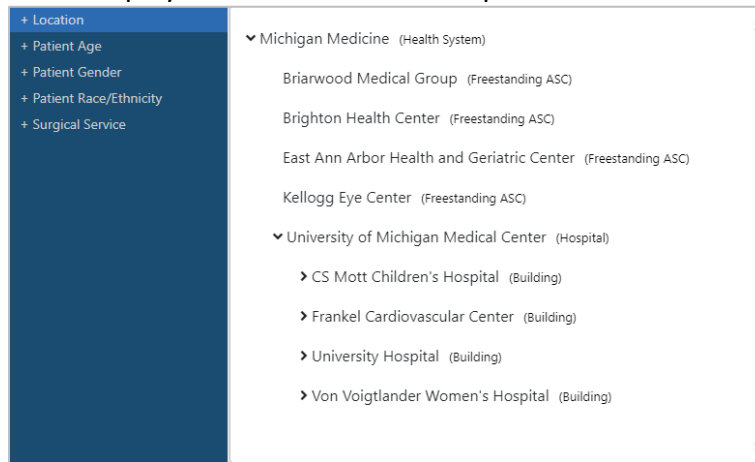 + Location
+ Patient Age
+ Patient Gender
+ Patient Race/Ethnicity
+ Surgical Service
Michigan Medicine (Health System)
Briarwood Medical Group (Freestanding ASC)
Brighton Health Center (Freestanding ASC)
East Ann Arbor Health and Geriatric Center (Freestanding ASC)
Kellogg Eye Center (Freestanding ASC)
University of Michigan Medical Center (Hospital)
CS Mott Children's Hospital (Building)
Frankel Cardiovascular Center (Building)
University Hospital (Building)
Von Voigtlander Women's Hospital (Building)